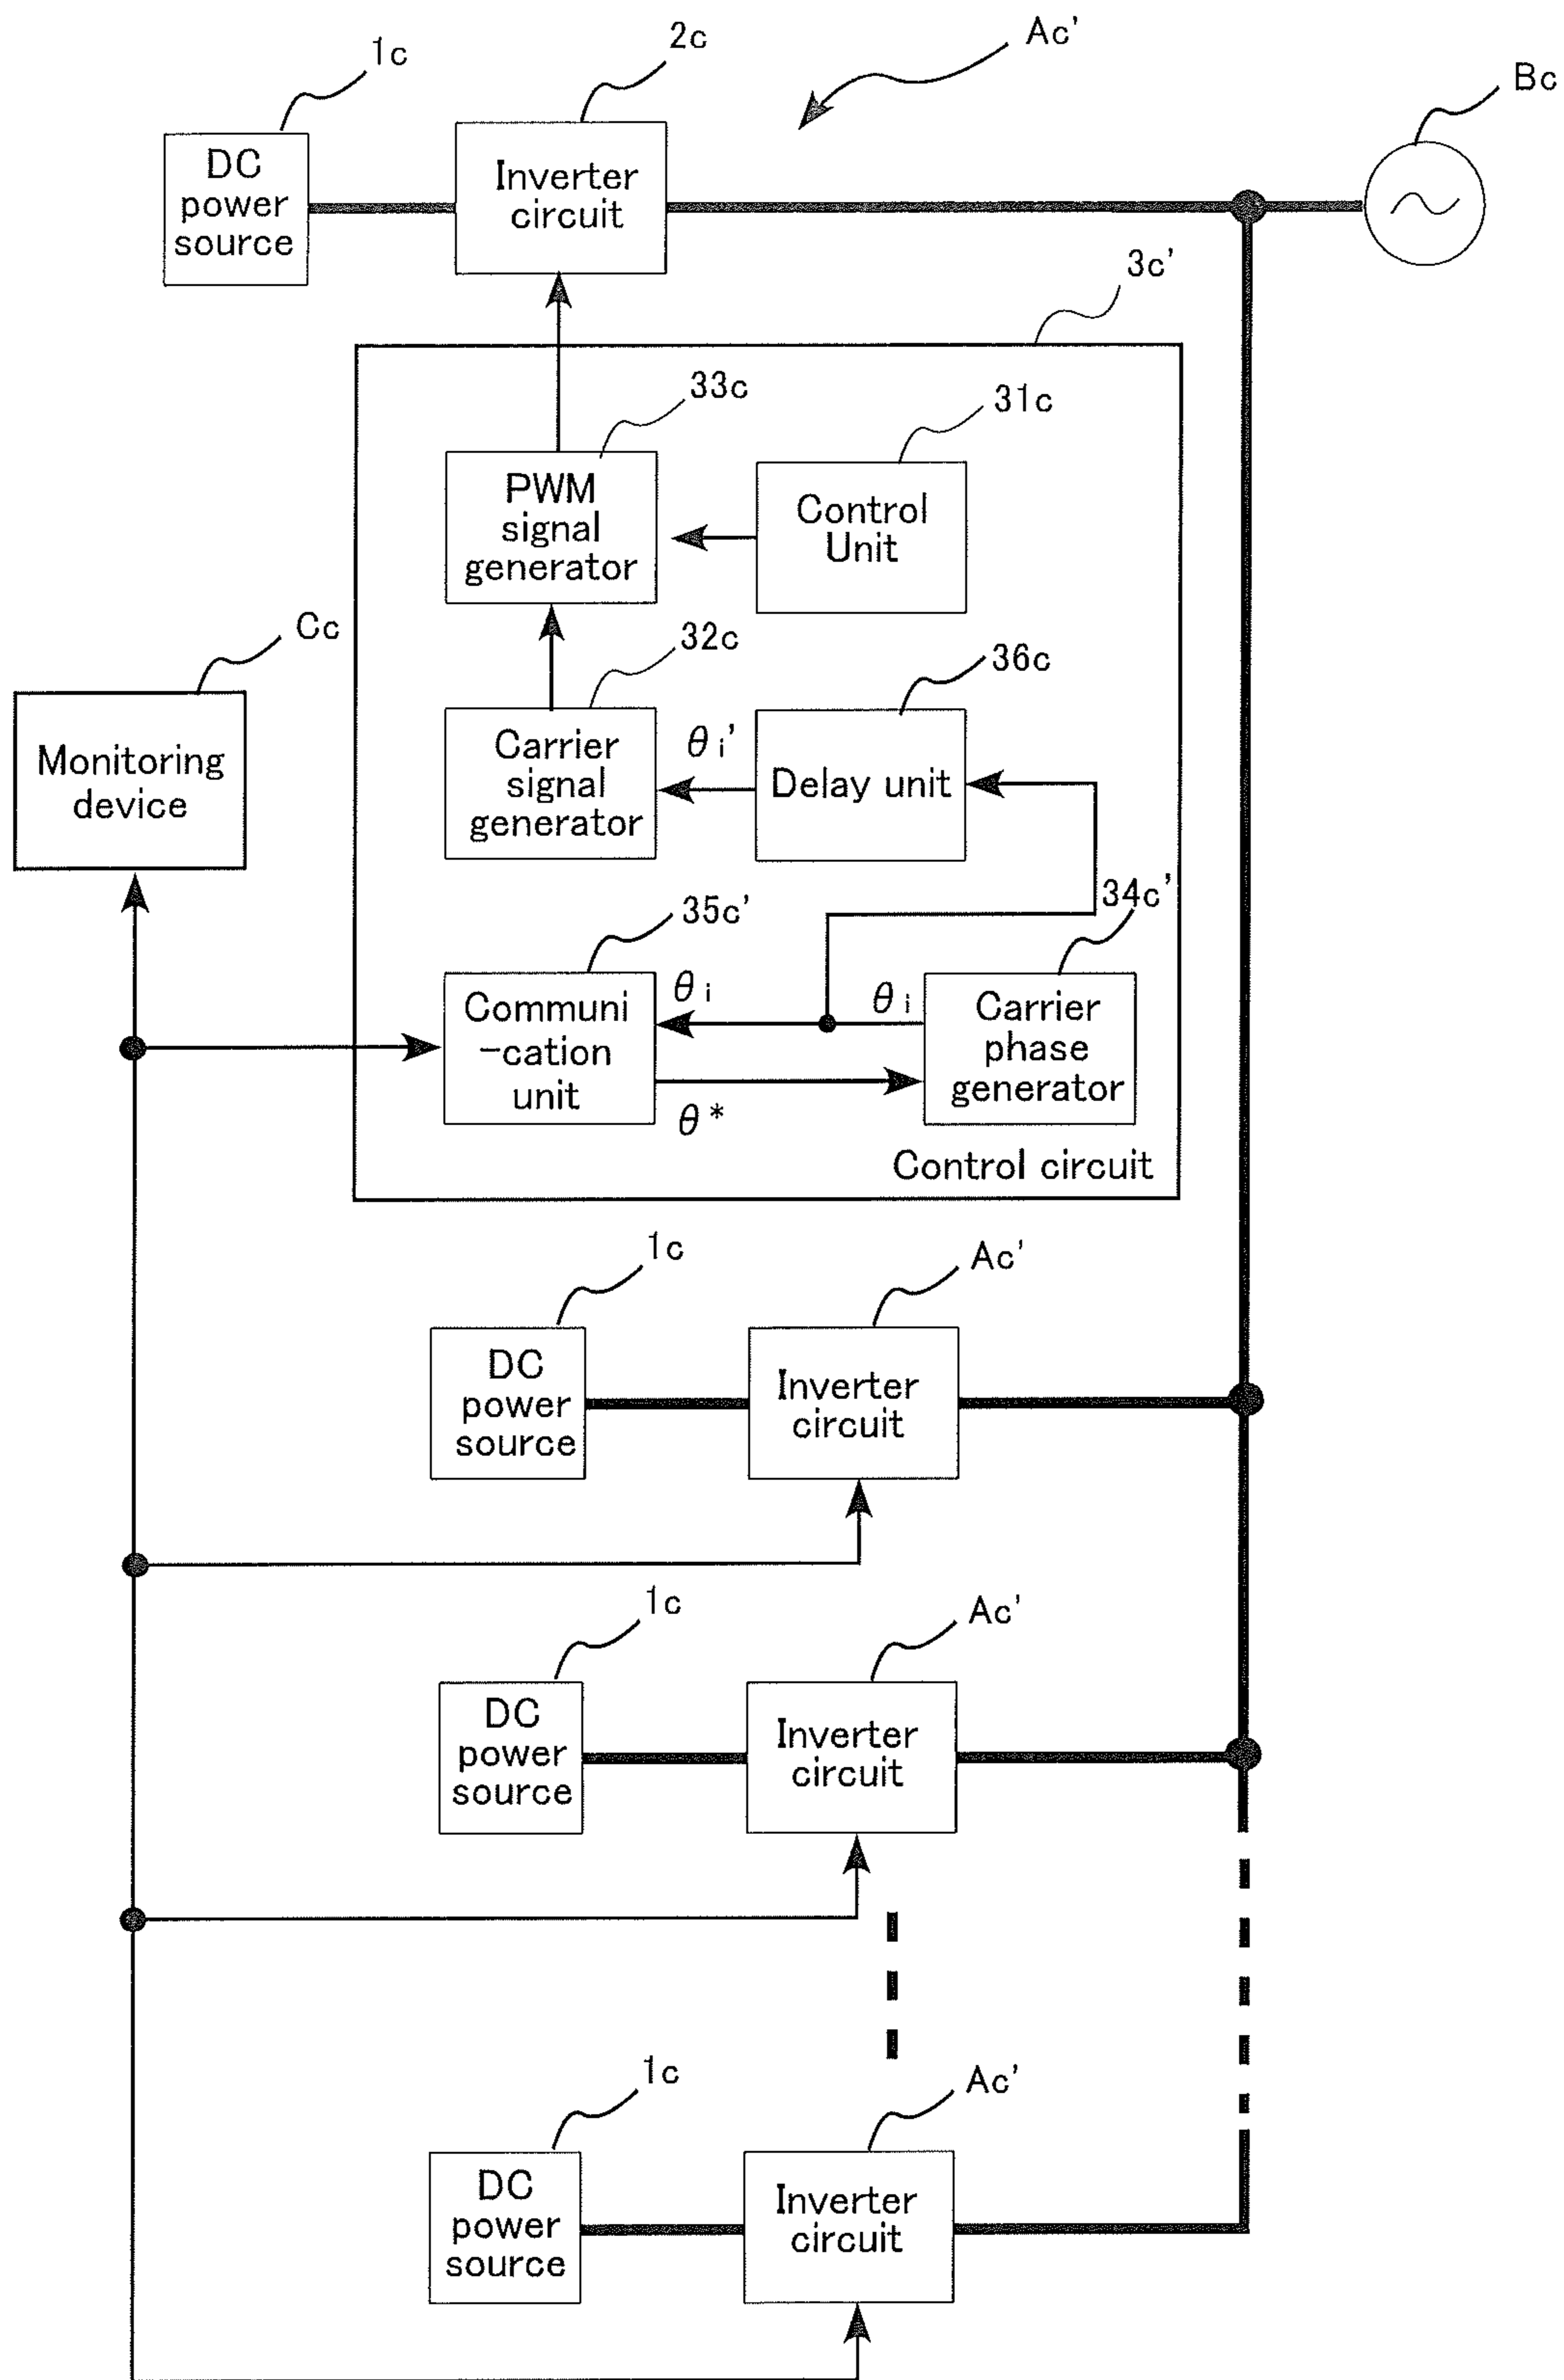 1c
2c
Ac'
Bc
DC
power
source
Inverter
circuit
3c'
33c
31c
PWM
signal
generator
Control
Unit
Cc
32c
36c
Monitoring
device
Carrier
signal
generator
θi'
Delay unit
35c'
34c'
Communi
-cation
unit
θi
θi
θ*
Carrier
phase
generator
Control circuit
1c
Ac'
DC
power
source
Inverter
circuit
1c
Ac'
DC
power
source
Inverter
circuit
1c
Ac'
DC
power
source
Inverter
circuit